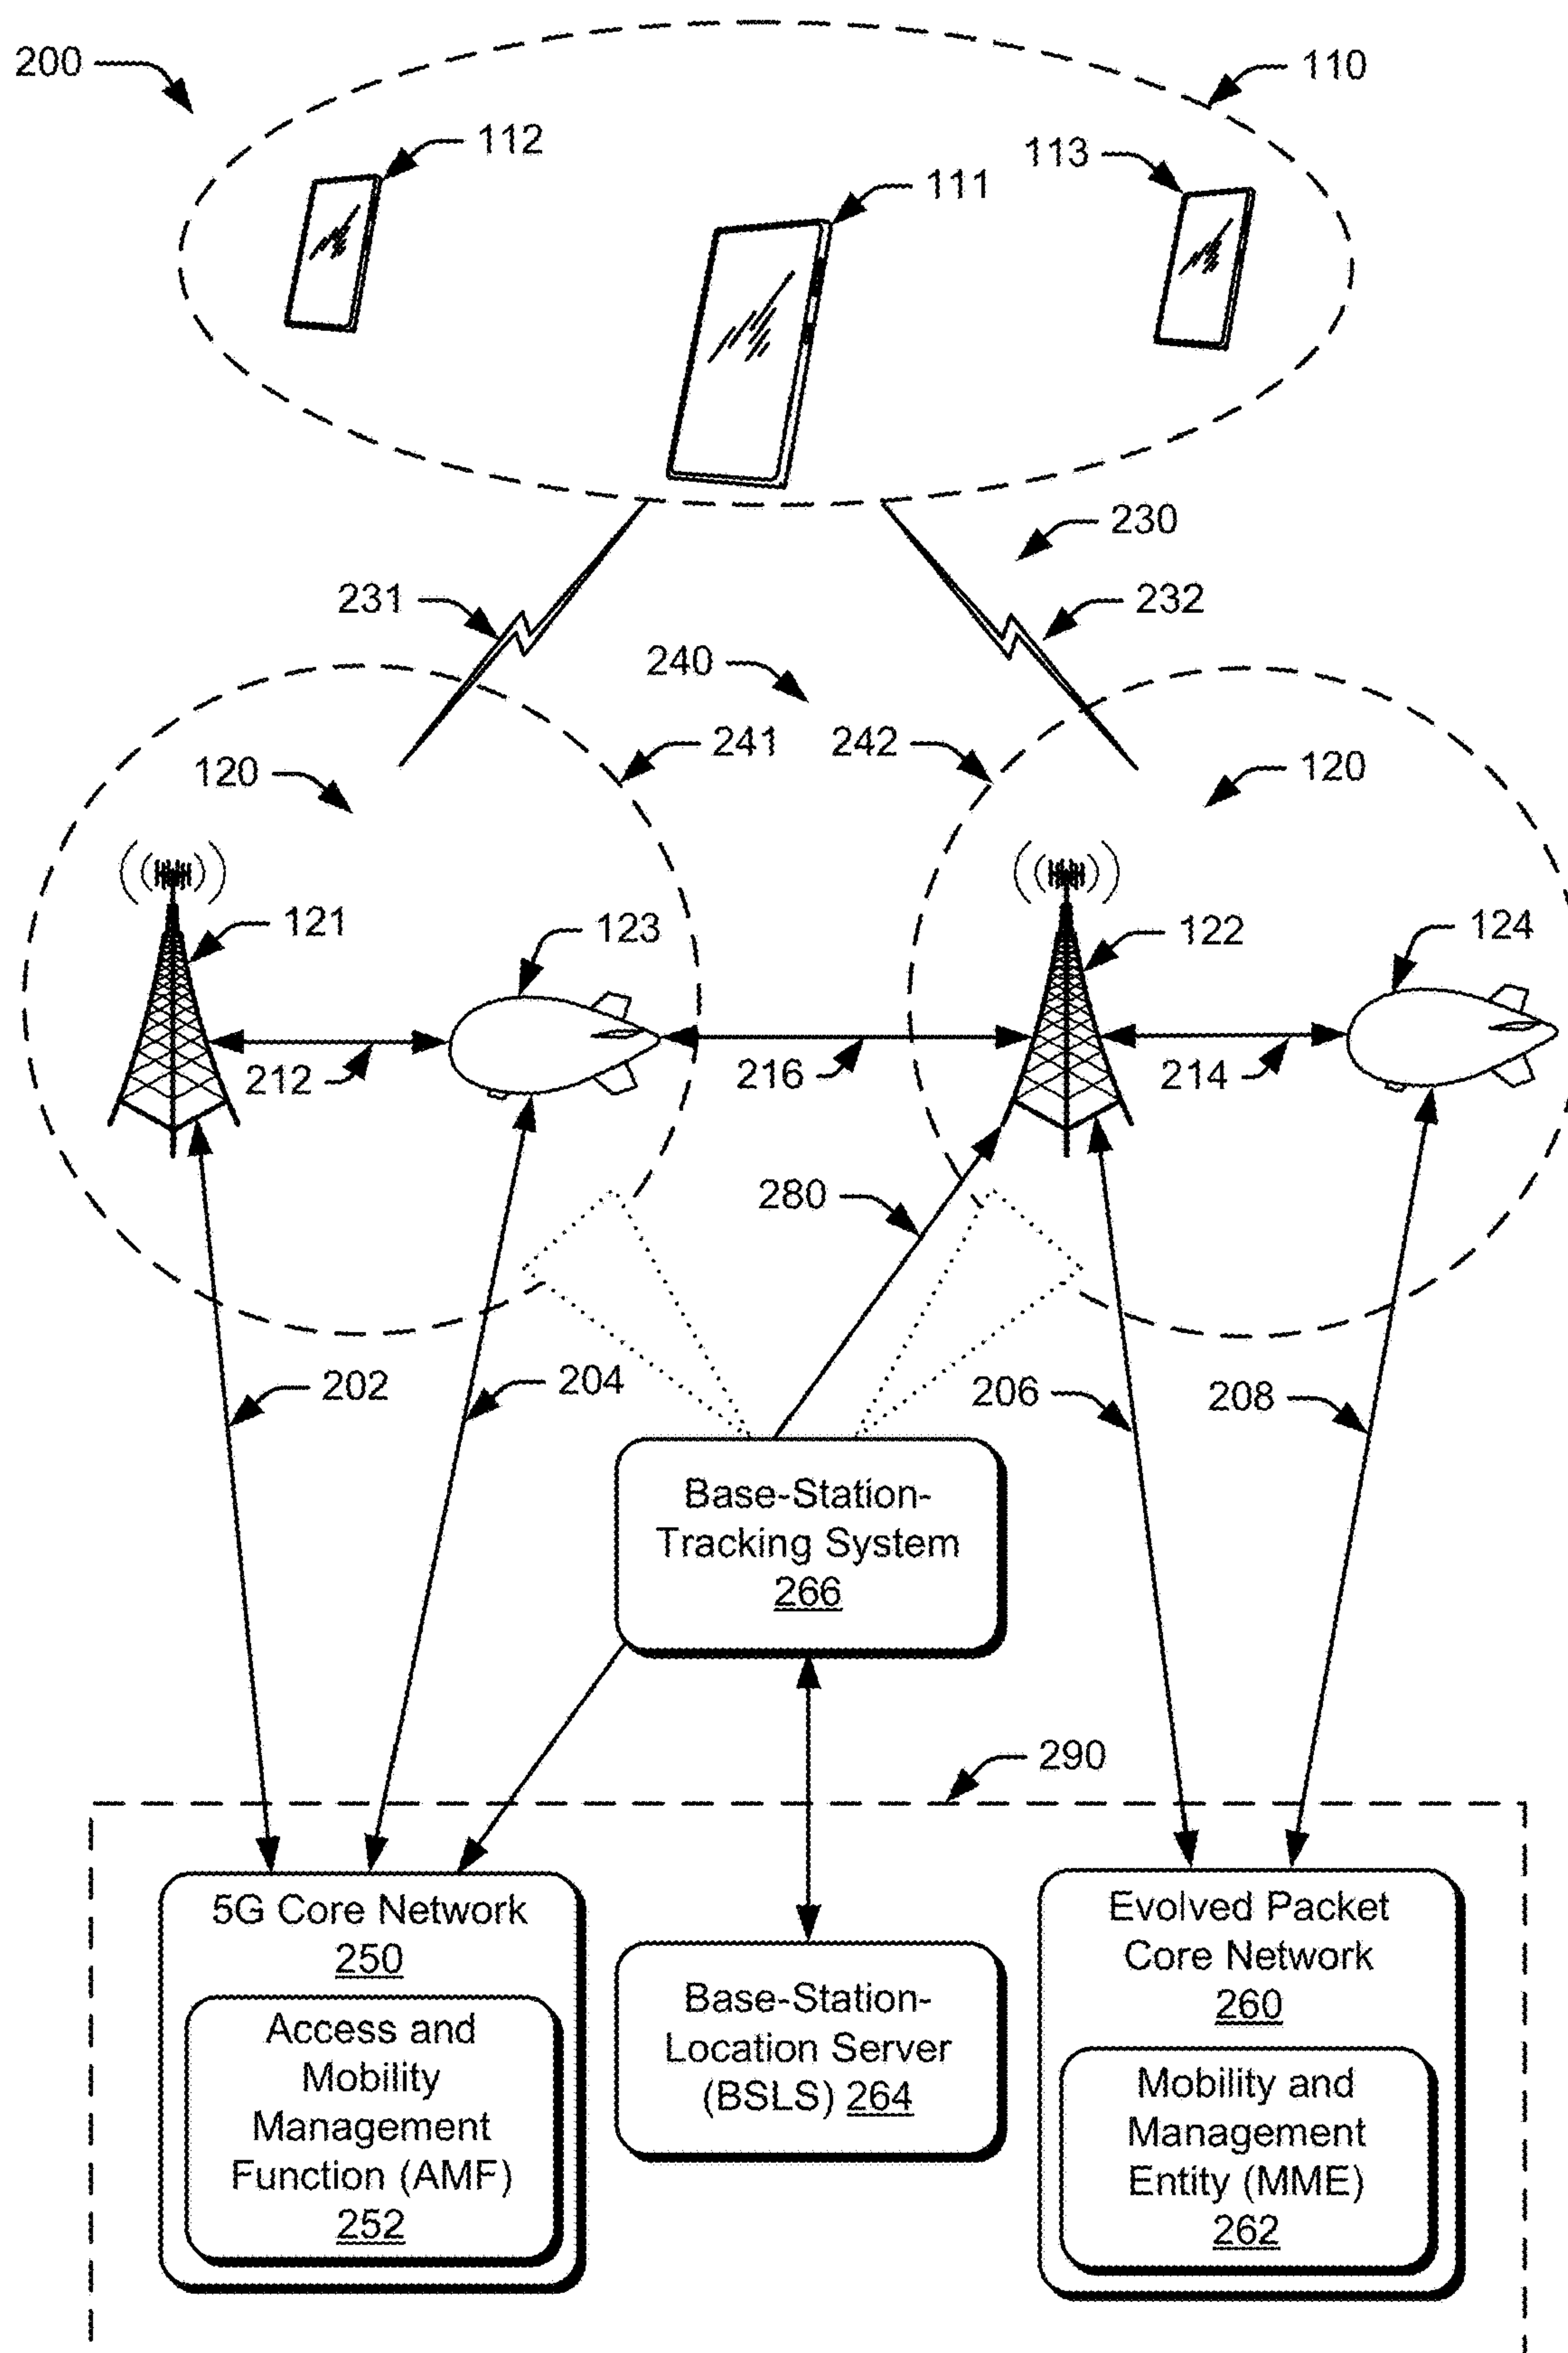 200
110
112
113
111
230
231
232
240
241
242
120
120
121
123
122
124
212
216
214
280
202
204
206
208
Base-Station-
Tracking System
266
290
5G Core Network
250
Access and
Mobility
Management
Function (AMF)
252
Base-Station-
Location Server
(BSLS) 264
Evolved Packet
Core Network
260
Mobility and
Management
Entity (MME)
262